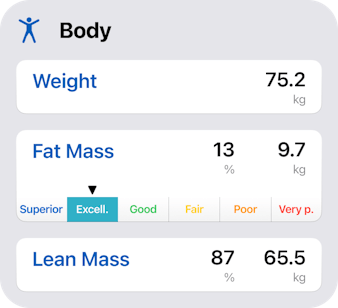 Body
Weight 75.2
kg
Fat Mass 13 9.7
% kg
Superior Excell. Good Fair Poor Very p.
Lean Mass 87 65.5
% kg